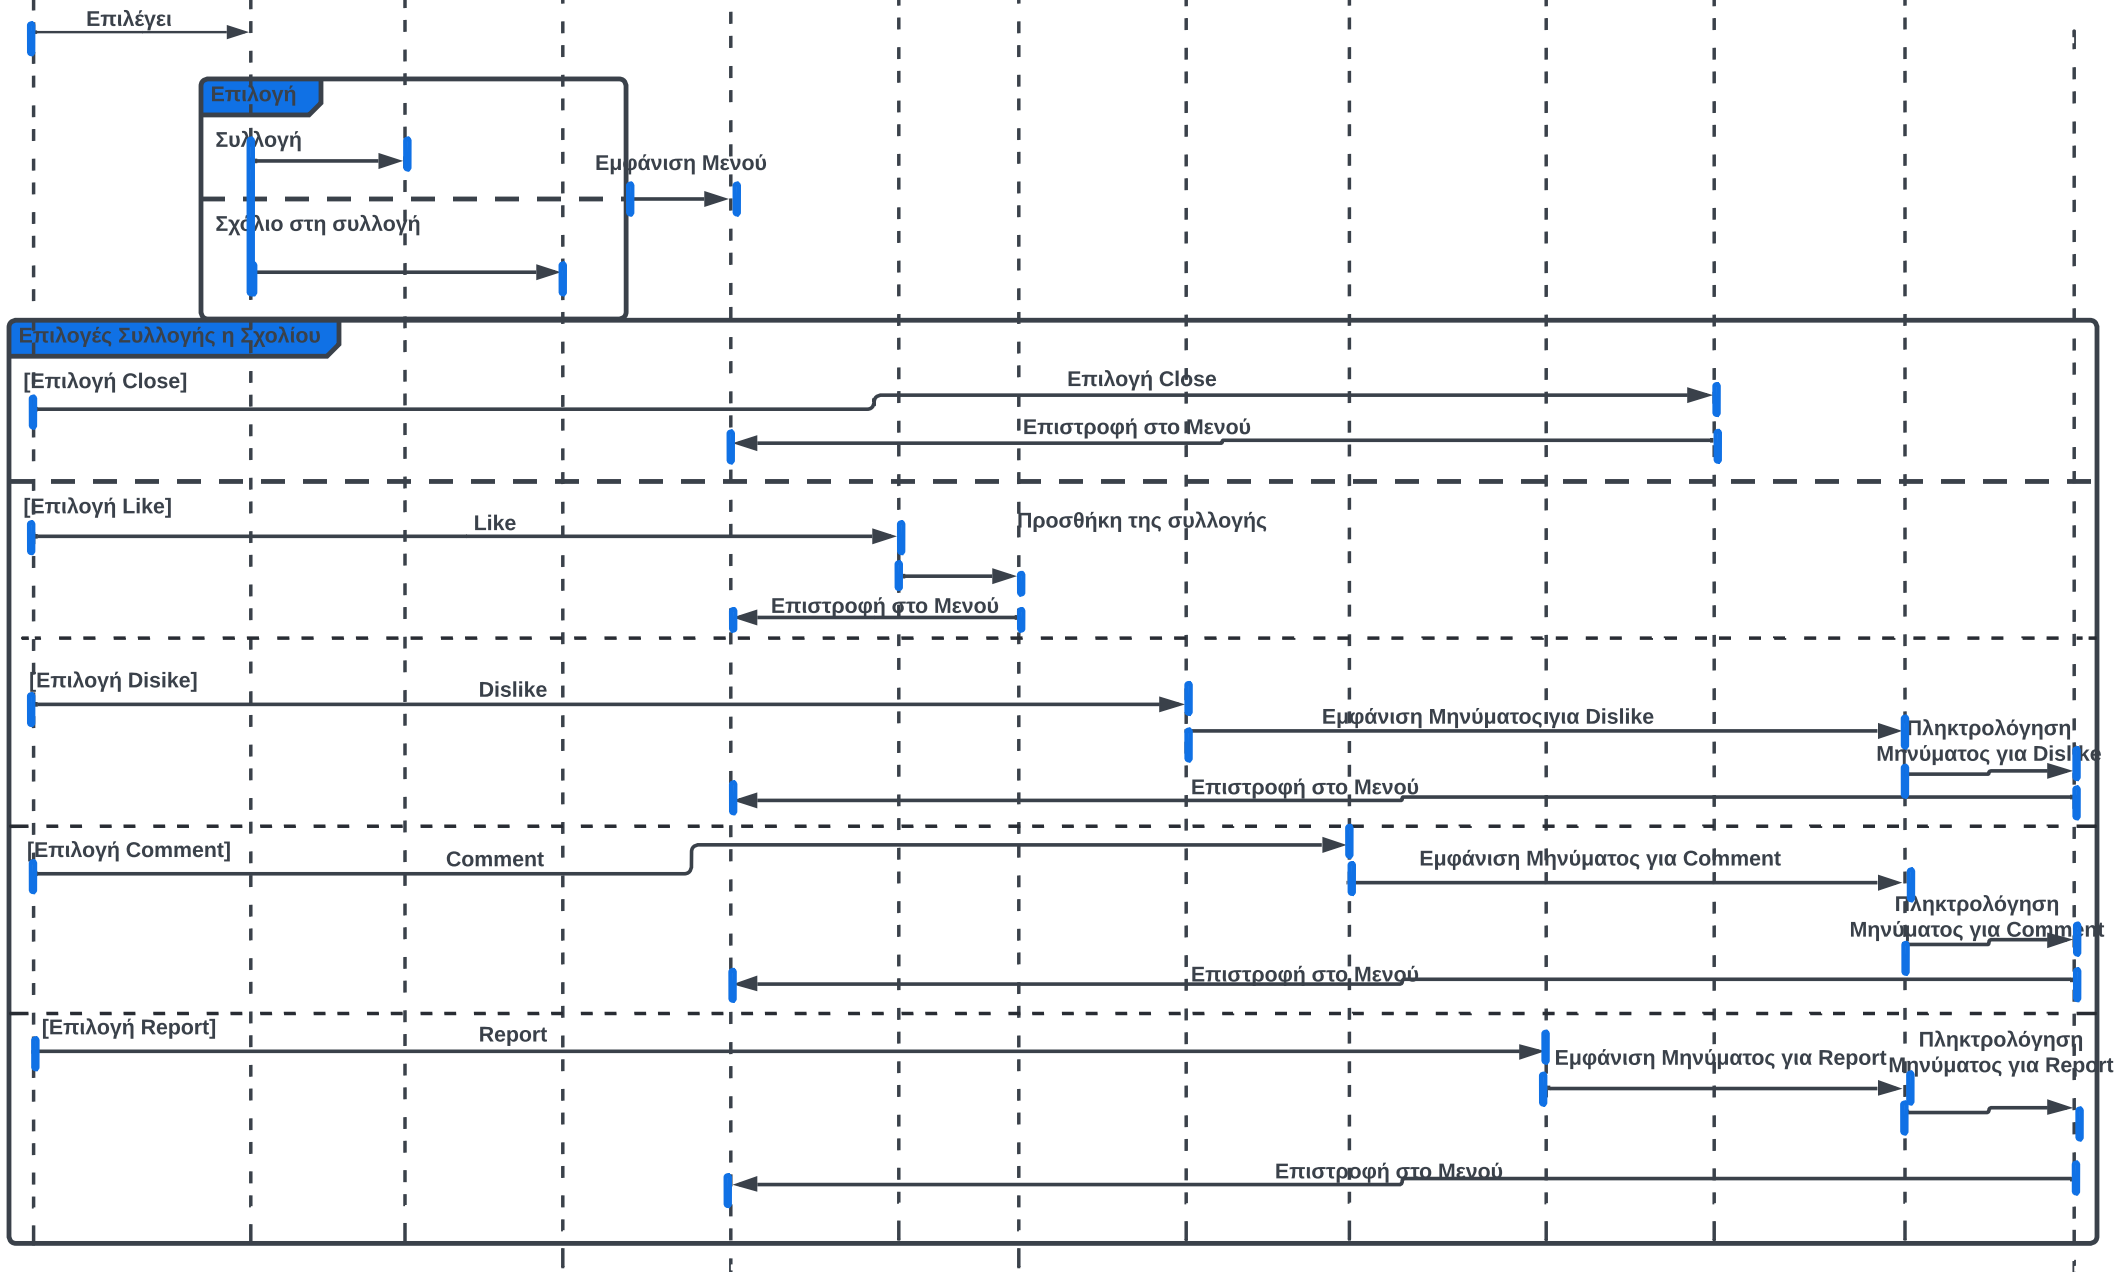 Επιλέγει
Επιλογή
Συλλογή
Εμφάνιση Μενού
Σχόλιο στη συλλογή
Επιλογές Συλλογής η Σχολίου
[Επιλογή Close]
Επιλογή Close
Επιστροφή στο Μενού
[Επιλογή Like]
Like
Προσθήκη της συλλογής
Επιστροφή στο Μενού
[Επιλογή Disike]
Dislike
Εμφάνιση Μηνύματος για Dislike
Πληκτρολόγηση
Μηνύματος για Dislike
Επιστροφή στο Μενού
[Επιλογή Comment]
Comment
Εμφάνιση Μηνύματος για Comment
Πληκτρολόγηση
Μηνύματος για Comment
Επιστροφή στο Μενού
[Επιλογή Report]
Report
Εμφάνιση Μηνύματος για Report
Πληκτρολόγηση
Μηνύματος για Report
Επιστροφή στο Μενού